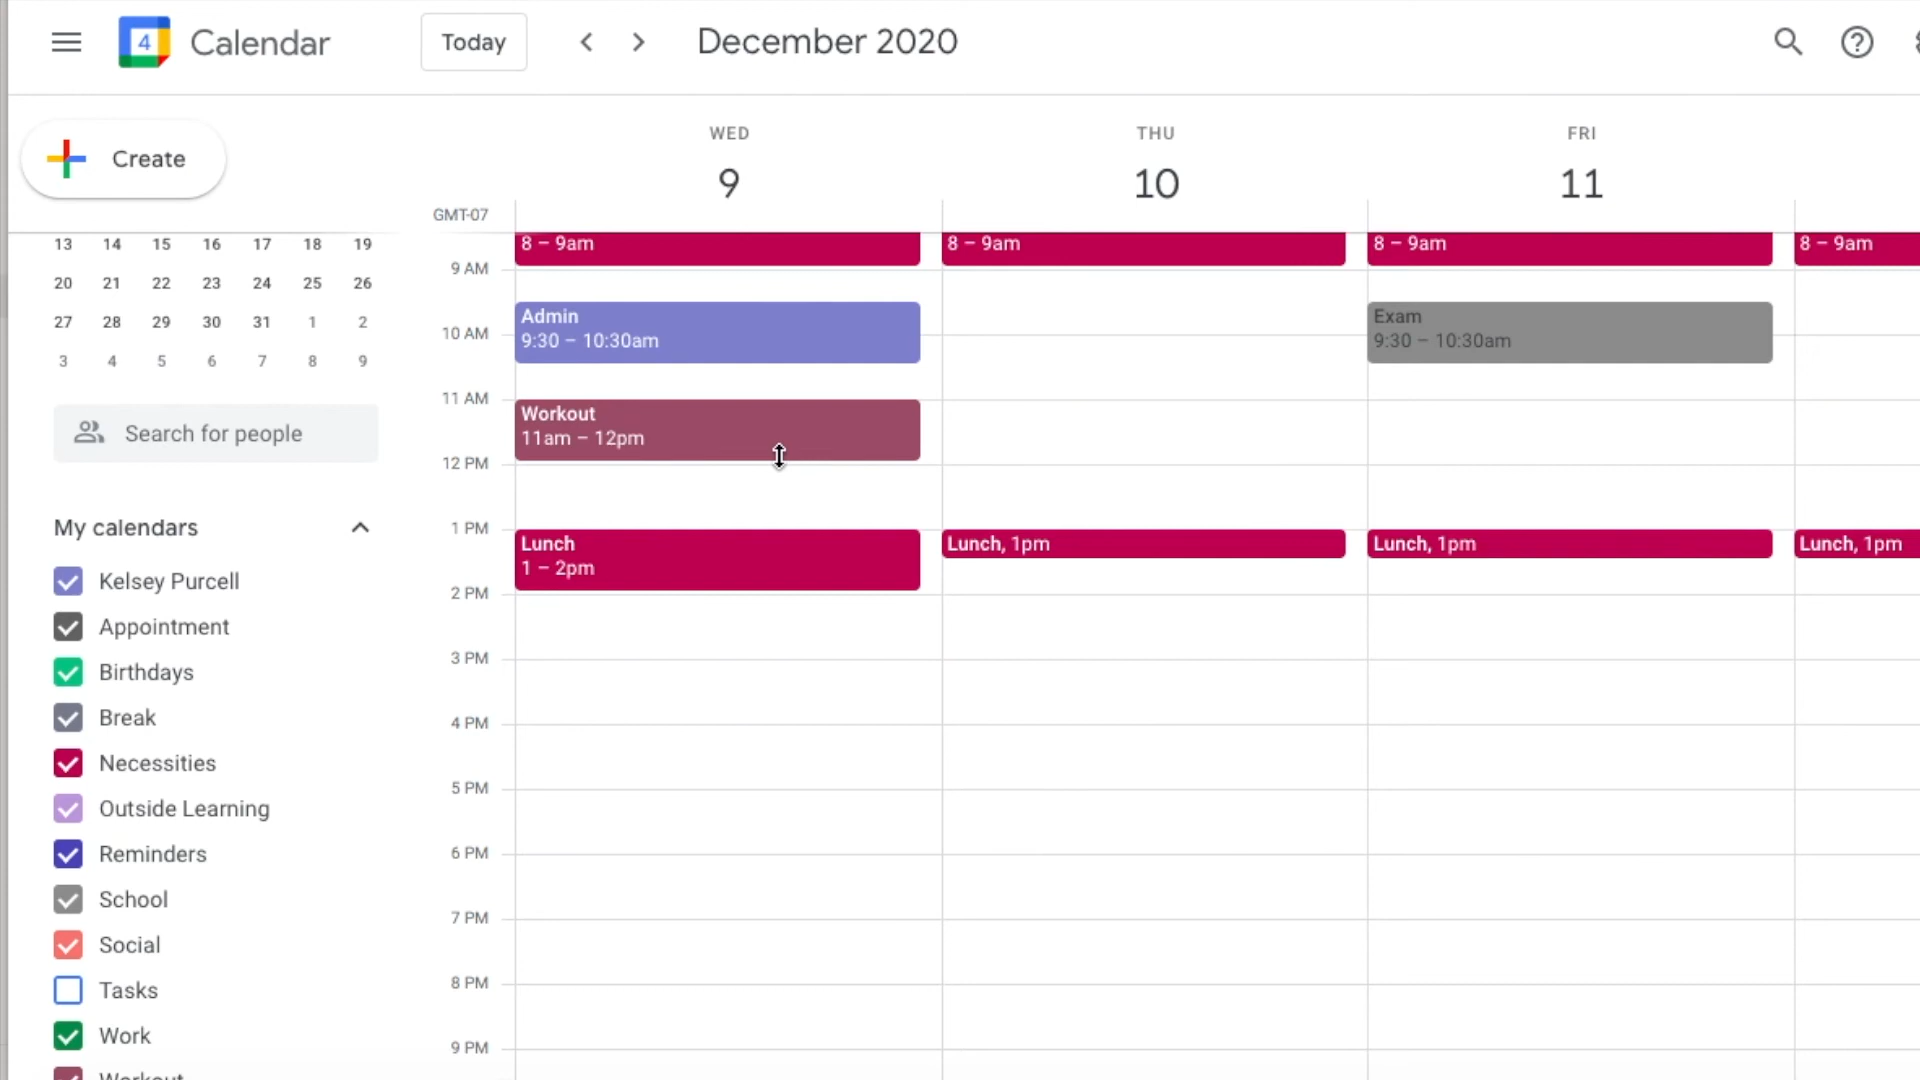 4 Calendar
Today
December 2020
Create
GMT-07
WED
9
THU
10
FRI
11
13 14 15 16 17 18 19
20 21 22 23 24 25 26
27 28 29 30 31 1 2
3 4 5 6 7 8 9
Search for people
My calendars
Kelsey Purcell
Appointment
Birthdays
Break
Necessities
Outside Learning
Reminders
School
Social
Tasks
Work
Workout
9 AM
10 AM
11 AM
12 PM
1 PM
2 PM
3 PM
4 PM
5 PM
6 PM
7 PM
8 PM
9 PM
8 – 9am
Admin
9:30 – 10:30am
Workout
11am – 12pm
Lunch
1 – 2pm
8 – 9am
Lunch, 1pm
8 – 9am
Exam
9:30 – 10:30am
Lunch, 1pm
8 – 9am
Lunch, 1pm